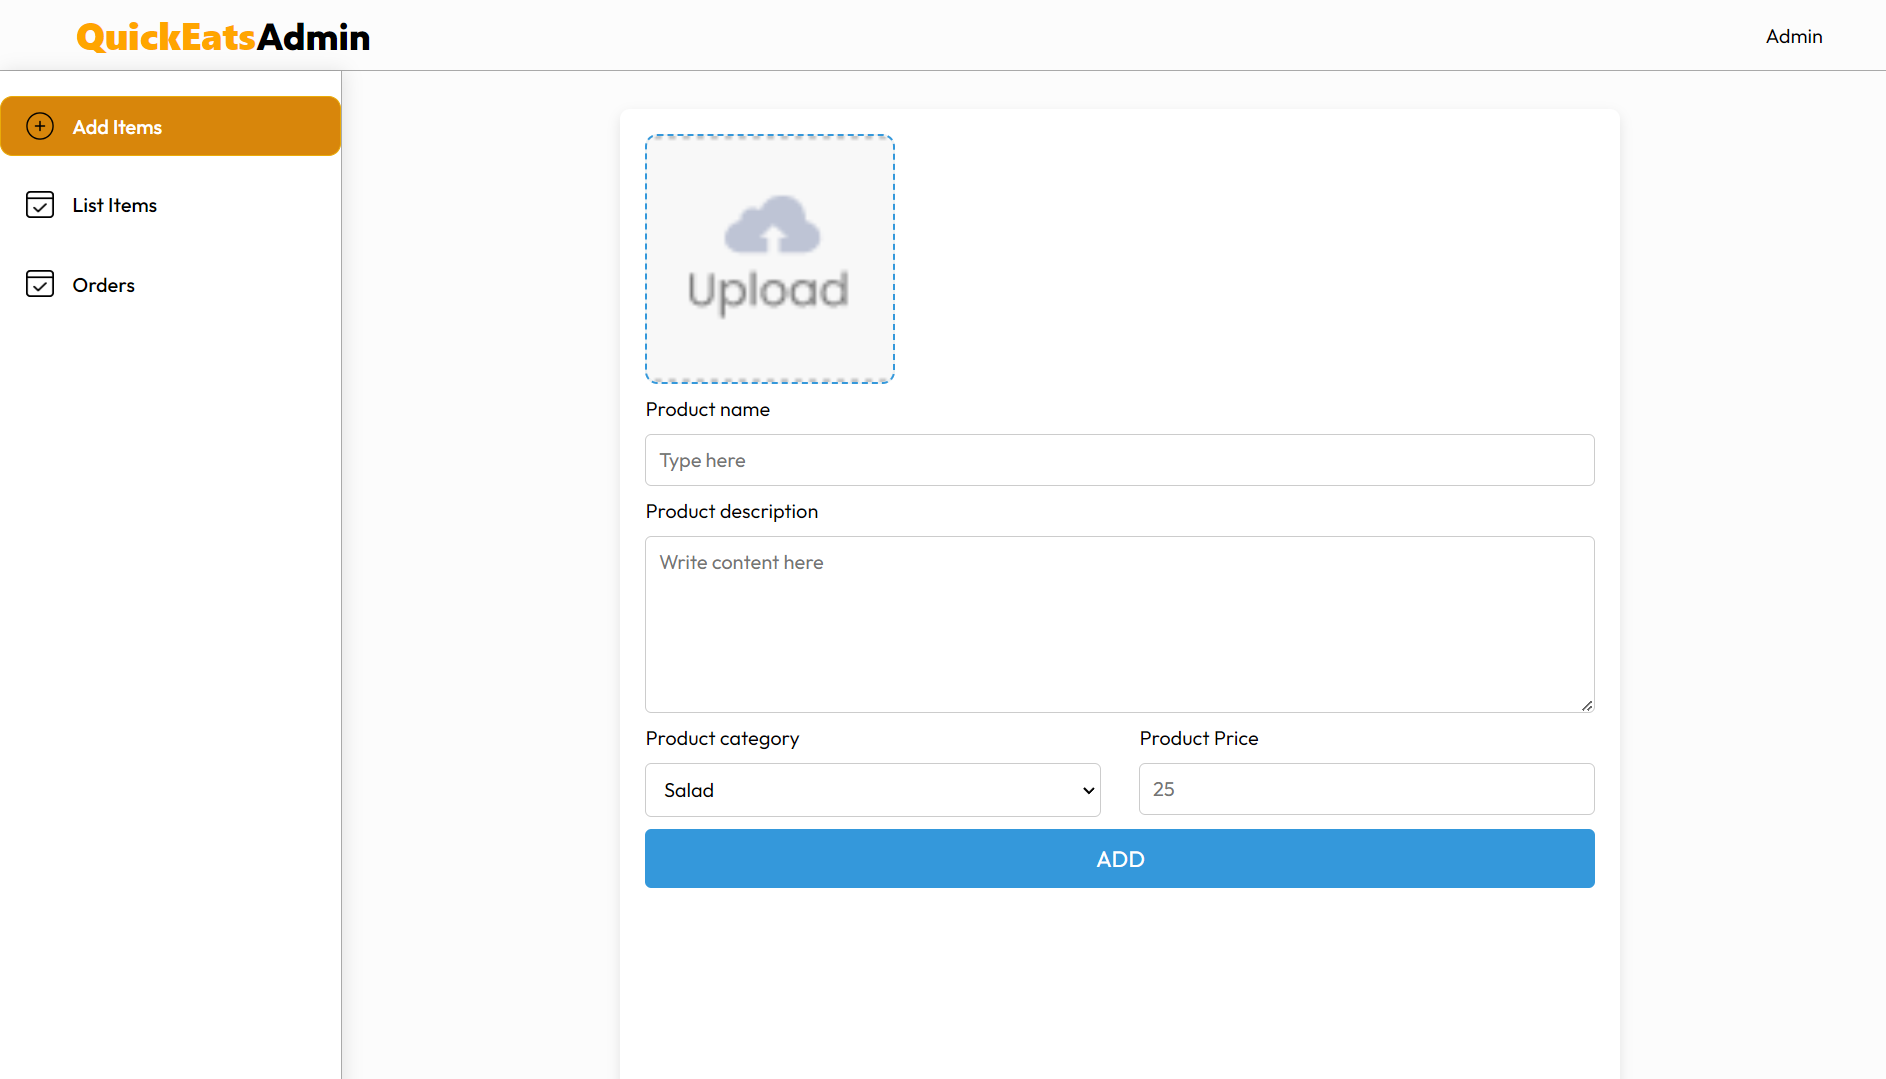 QuickEatsAdmin
Admin
Add Items
List Items
Orders
Upload
Product name
Type here
Product description
Write content here
Product category
Product Price
Salad
25
ADD